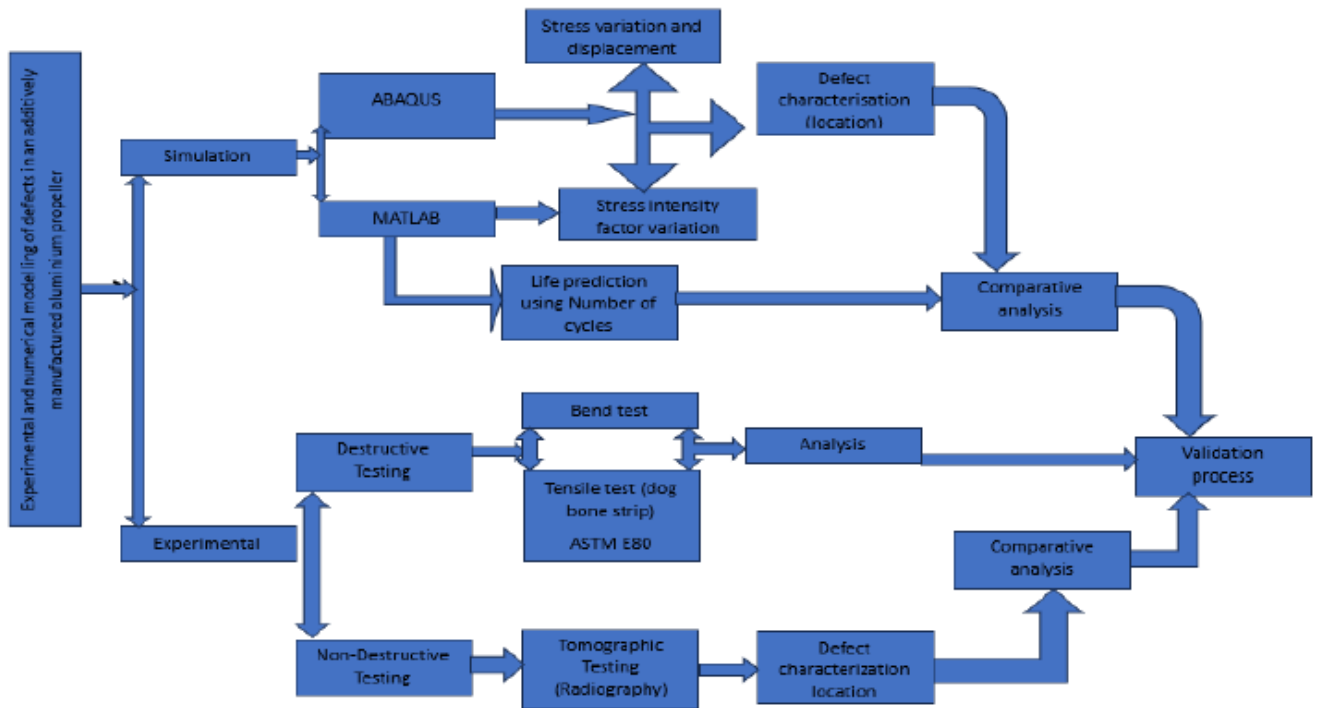 Experimental and numerical modelling of defects in an additively
manufactured aluminium propeller
Simulation
Experimental
ABAQUS
MATLAB
Stress variation and
displacement
Stress intensity
factor variation
Defect
characterisation
(location)
Life prediction
using Number of
cycles
Comparative
analysis
Destructive
Testing
Bend test
Tensile test (dog
bone strip)
ASTM E80
Analysis
Validation
process
Non-Destructive
Testing
Tomographic
Testing
(Radiography)
Defect
characterization
location
Comparative
analysis